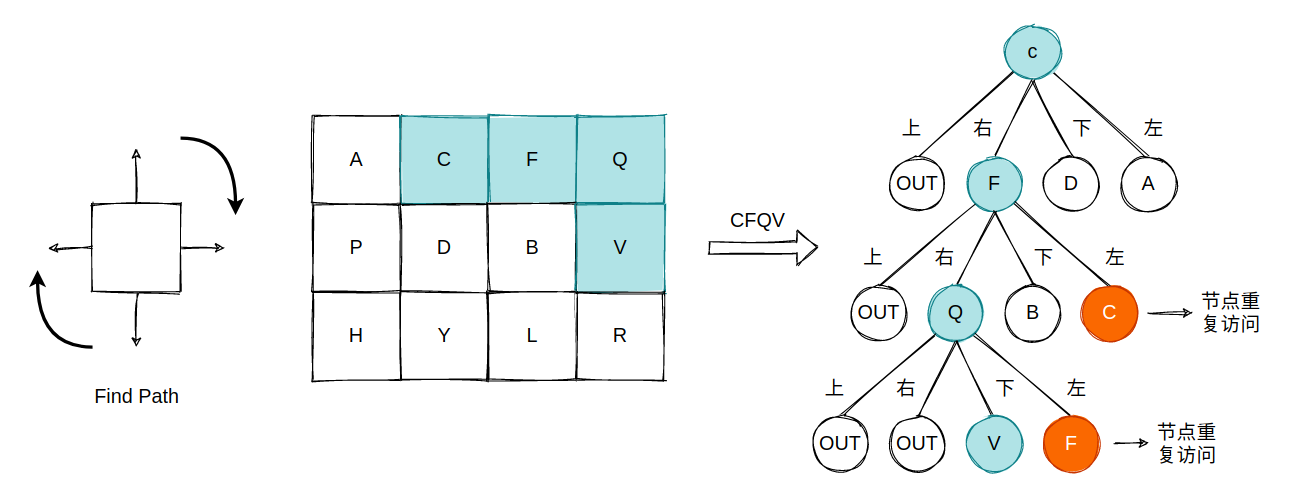 Find Path
A C F Q
P D B V
H Y L R
CFQV
c
上 右 下 左
OUT F D A
上 右 下 左
OUT Q B C
节点重
复访问
上 右 下 左
OUT OUT V F
节点重
复访问